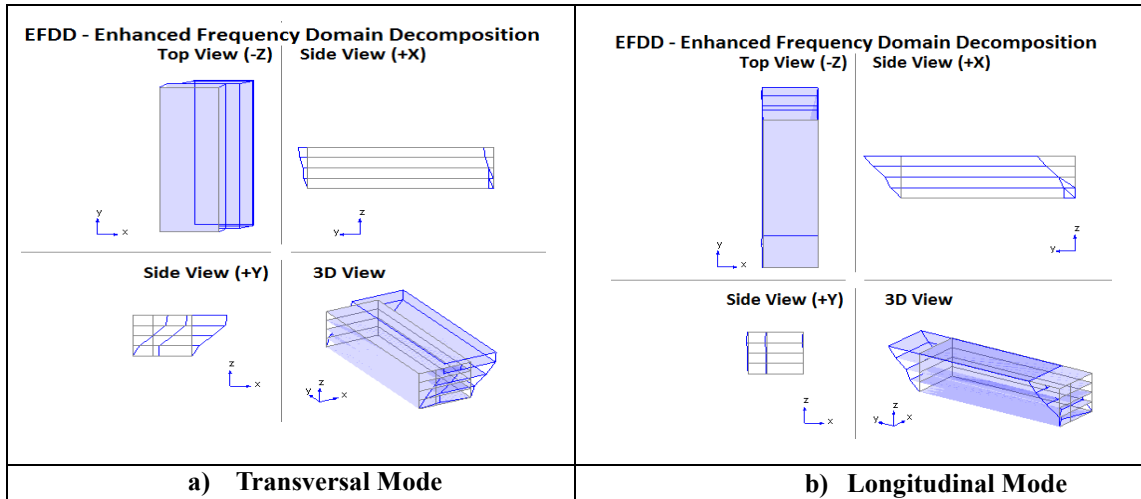 EFDD - Enhanced Frequency Domain Decomposition
Top View (-Z) Side View (+X)
y
x
z
y
Side View (+Y) 3D View
z
x
z
y
x
a) Transversal Mode
EFDD - Enhanced Frequency Domain Decomposition
Top View (-Z) Side View (+X)
y
x
z
y
Side View (+Y) 3D View
z
x
z
y
x
b) Longitudinal Mode